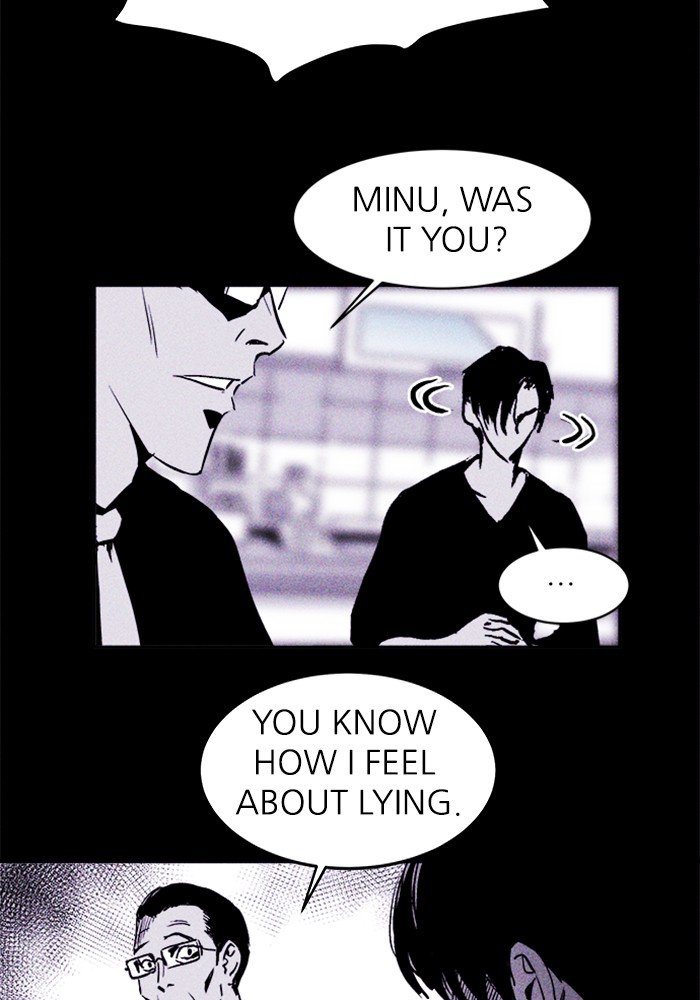 MINU, WAS
IT YOU?
...
YOU KNOW
HOW I FEEL
ABOUT LYING.